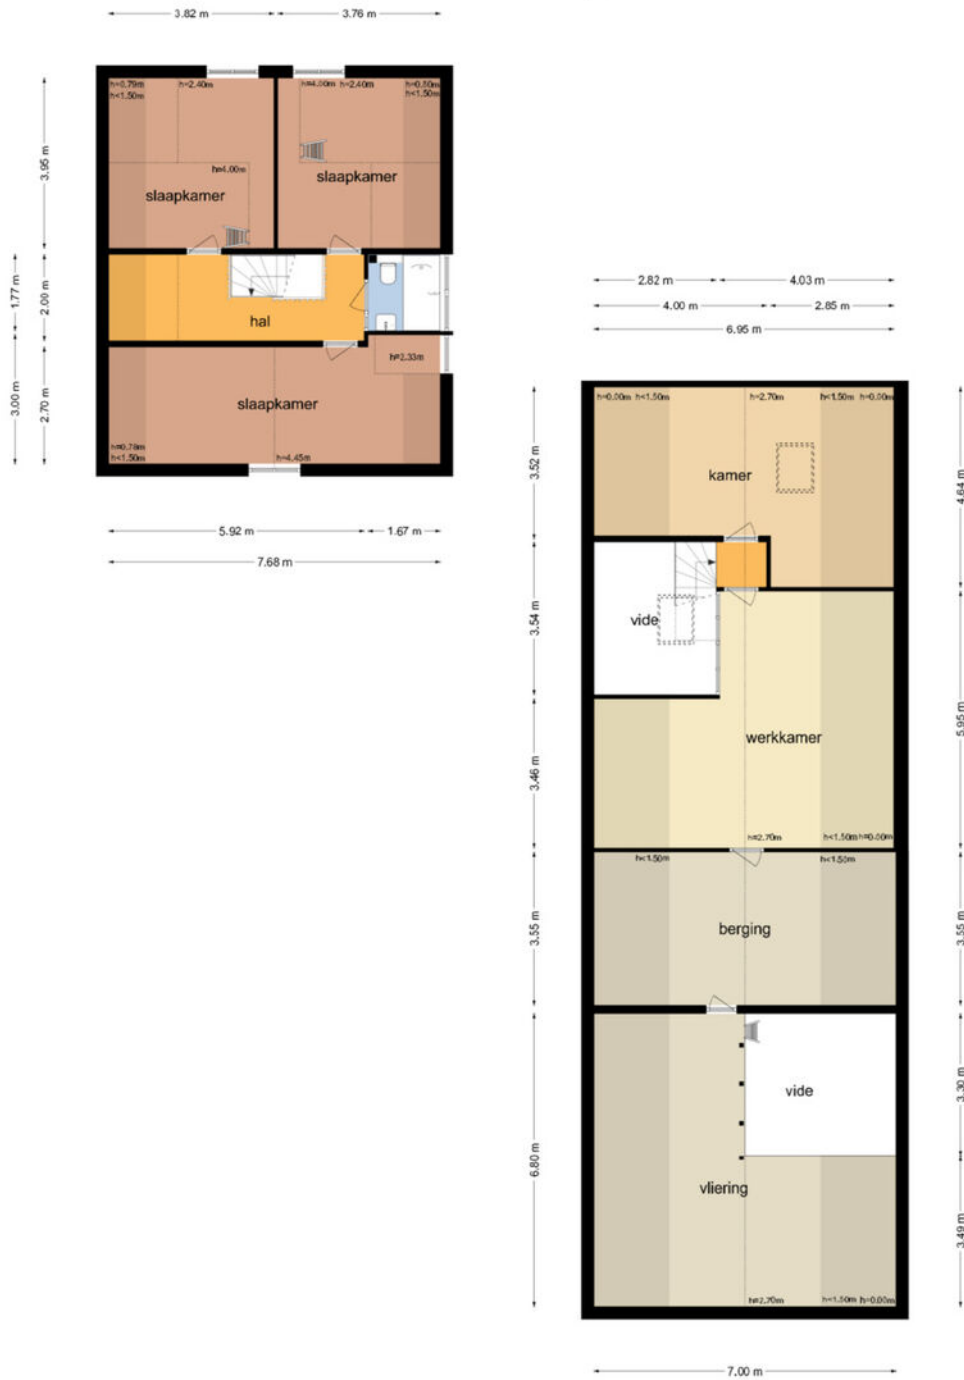 3.82 m 3.76 m
h=0.79m h=2.40m h=4.00m h=2.40m h=0.80m
h<1.50m h<1.50m
3.95 m
h=4.00m
slaapkamer
slaapkamer
1.77 m
2.00 m
hal
h=2.33m
3.00 m
2.70 m
slaapkamer
h=0.78m
h<1.50m h=4.45m
5.92 m 1.67 m
7.68 m
2.82 m 4.03 m
4.00 m 2.85 m
6.95 m
h=0.00m h<1.50m h=2.70m h<1.50m h=0.00m
3.52 m
kamer
4.64 m
3.54 m
vide
5.95 m
werkkamer
3.46 m
h=2.70m h<1.50m h=0.00m
h<1.50m h<1.50m
3.55 m
berging
3.55 m
vide
3.30 m
6.80 m
vliering
3.49 m
h=2.70m h<1.50m h=0.00m
7.00 m